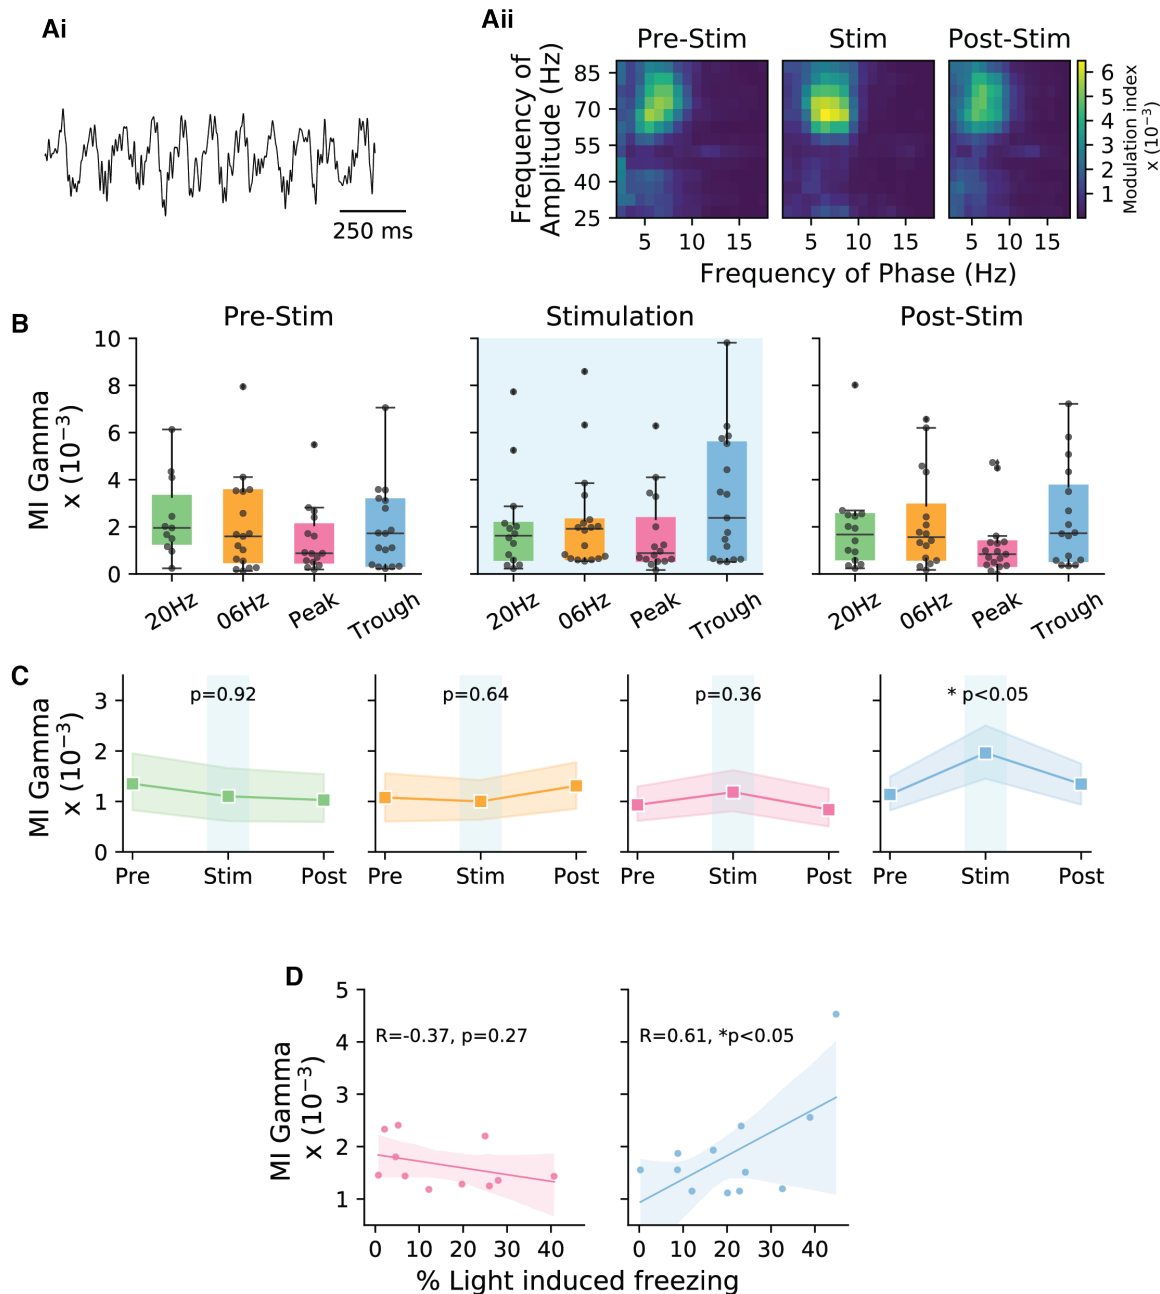 Ai
250 ms
Aii
Pre-Stim Stim Post-Stim
Frequency of
Amplitude (Hz)
85
70
55
40
25
5 10 15 5 10 15 5 10 15
Frequency of Phase (Hz)
6
5
4
3
2
1
Modulation index
x (10⁻³)
B
Pre-Stim Stimulation Post-Stim
MI Gamma
x (10⁻³)
10
8
6
4
2
0
20Hz 06Hz Peak Trough 20Hz 06Hz Peak Trough 20Hz 06Hz Peak Trough
C
MI Gamma
x (10⁻³)
3
2
1
0
p=0.92 p=0.64 p=0.36 * p<0.05
Pre Stim Post Pre Stim Post Pre Stim Post Pre Stim Post
D
MI Gamma
x (10⁻³)
5
4
3
2
1
R=-0.37, p=0.27 R=0.61, *p<0.05
0 10 20 30 40 0 10 20 30 40
% Light induced freezing